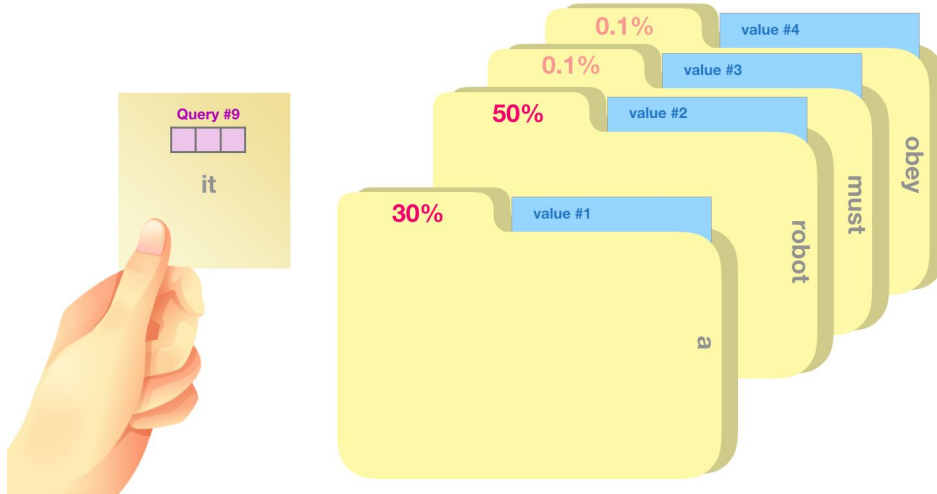 Query #9
it
0.1%
value #4
obey
0.1%
value #3
must
50%
value #2
robot
30%
value #1
a